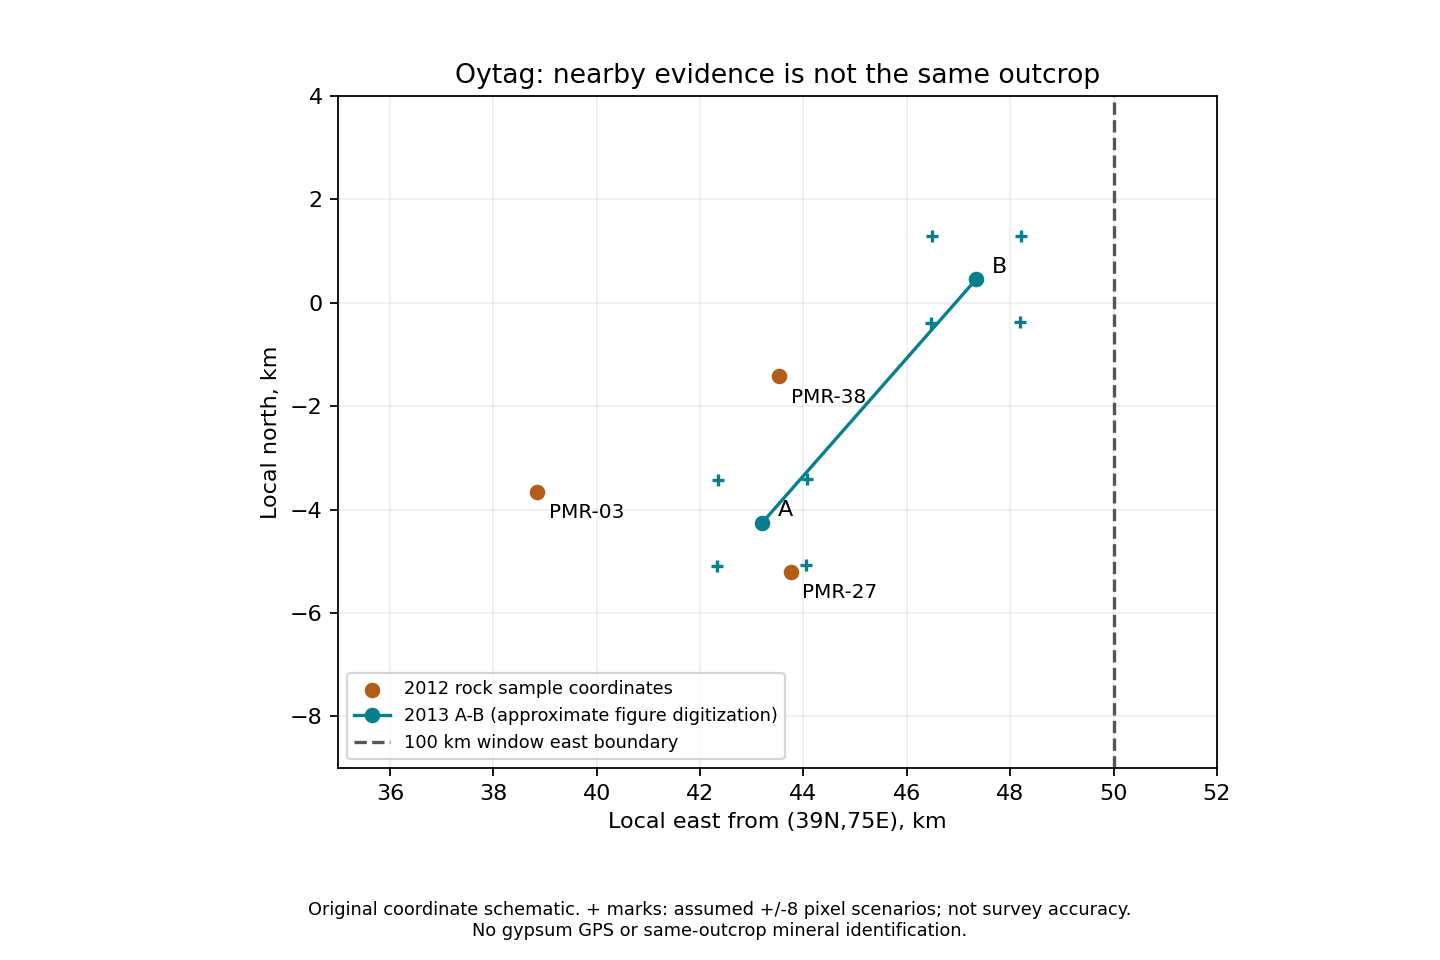 Oytag: nearby evidence is not the same outcrop
4
2
0
−2
−4
−6
−8
Local north, km
B
PMR-38
A
PMR-03
PMR-27
2012 rock sample coordinates
2013 A-B (approximate figure digitization)
100 km window east boundary
36 38 40 42 44 46 48 50 52
Local east from (39N,75E), km
Original coordinate schematic. + marks: assumed +/-8 pixel scenarios; not survey accuracy.
No gypsum GPS or same-outcrop mineral identification.